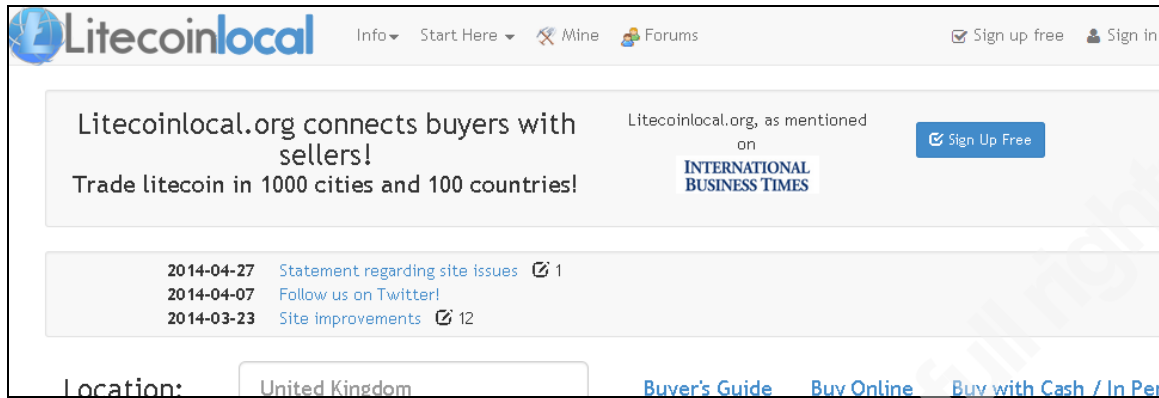 Litecoinlocal Info Start Here Mine Forums Sign up free Sign in
Litecoinlocal.org connects buyers with
sellers!
Trade litecoin in 1000 cities and 100 countries!
Litecoinlocal.org, as mentioned
on
INTERNATIONAL
BUSINESS TIMES
Sign Up Free
2014-04-27 Statement regarding site issues 1
2014-04-07 Follow us on Twitter!
2014-03-23 Site improvements 12
Location: United Kingdom Buyer's Guide Buy Online Buy with Cash / In Per
full right